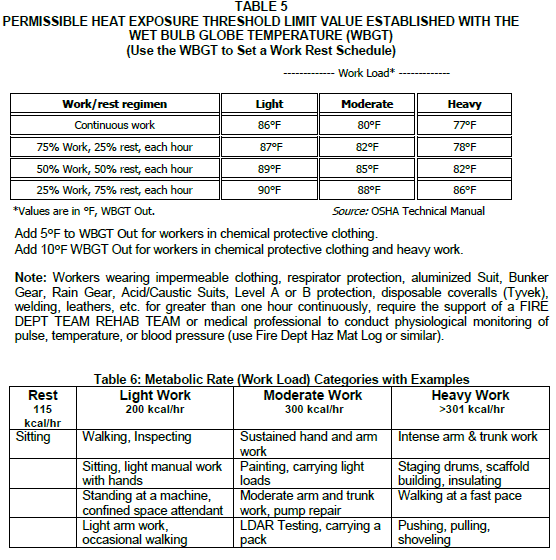 TABLE 5
PERMISSIBLE HEAT EXPOSURE THRESHOLD LIMIT VALUE ESTABLISHED WITH THE
WET BULB GLOBE TEMPERATURE (WBGT)
(Use the WBGT to Set a Work Rest Schedule)
------------- Work Load* -------------
Work/rest regimen Light Moderate Heavy
Continuous work 86°F 80°F 77°F
75% Work, 25% rest, each hour 87°F 82°F 78°F
50% Work, 50% rest, each hour 89°F 85°F 82°F
25% Work, 75% rest, each hour 90°F 88°F 86°F
*Values are in °F, WBGT Out. Source: OSHA Technical Manual
Add 5°F to WBGT Out for workers in chemical protective clothing.
Add 10°F WBGT Out for workers in chemical protective clothing and heavy work.
Note: Workers wearing impermeable clothing, respirator protection, aluminized Suit, Bunker
Gear, Rain Gear, Acid/Caustic Suits, Level A or B protection, disposable coveralls (Tyvek),
welding, leathers, etc. for greater than one hour continuously, require the support of a FIRE
DEPT TEAM REHAB TEAM or medical professional to conduct physiological monitoring of
pulse, temperature, or blood pressure (use Fire Dept Haz Mat Log or similar).
Table 6: Metabolic Rate (Work Load) Categories with Examples
Rest Light Work Moderate Work Heavy Work
115 200 kcal/hr 300 kcal/hr >301 kcal/hr
kcal/hr
Sitting Walking, Inspecting Sustained hand and arm Intense arm & trunk work
work
Sitting, light manual work Painting, carrying light Staging drums, scaffold
with hands loads building, insulating
Standing at a machine, Moderate arm and trunk Walking at a fast pace
confined space attendant work, pump repair
Light arm work, LDAR Testing, carrying a Pushing, pulling,
occasional walking pack shoveling